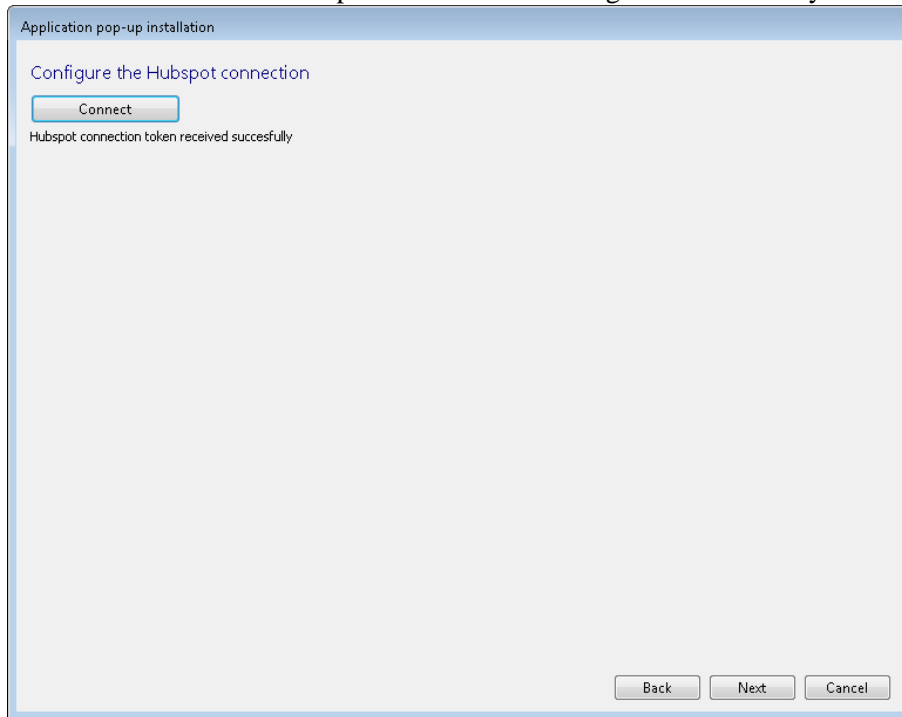 Application pop-up installation
Configure the Hubspot connection
Connect
Hubspot connection token received succesfully
Back Next Cancel